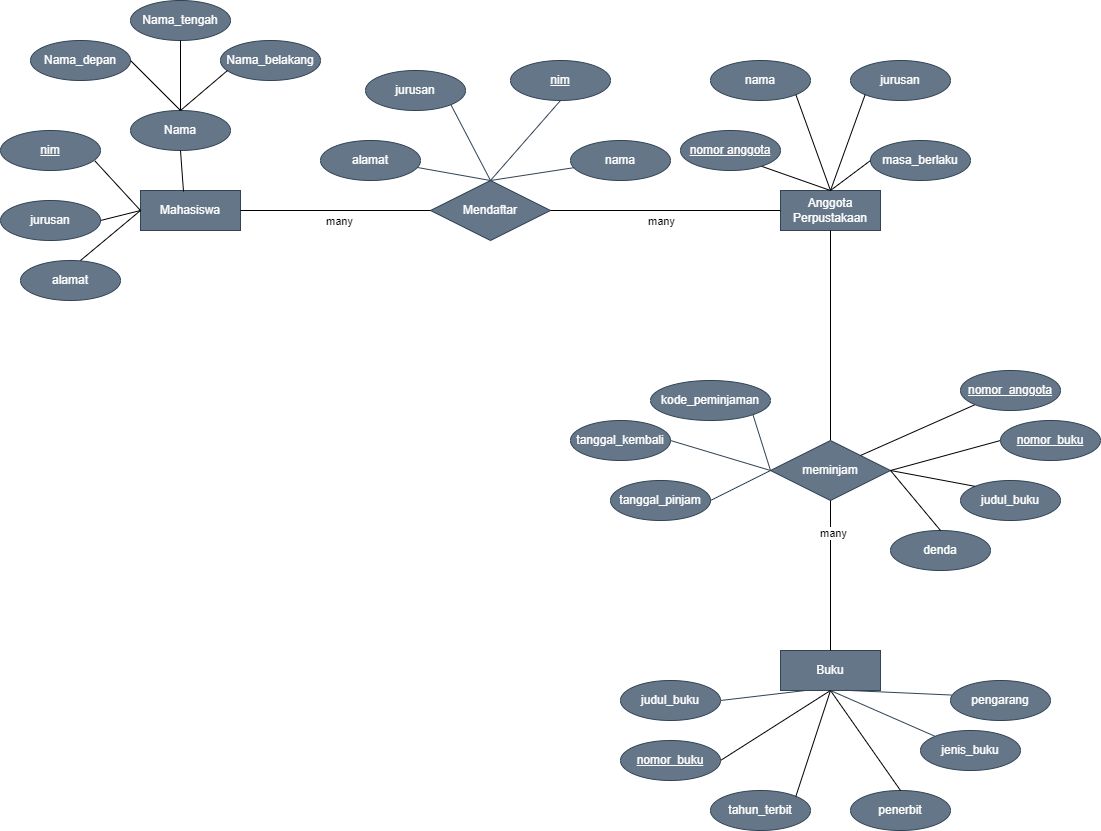 Nama_tengah
Nama_depan
Nama_belakang
Nama
nim
jurusan
alamat
Mahasiswa
many
jurusan
nim
alamat
nama
Mendaftar
many
nama
jurusan
nomor anggota
masa_berlaku
Anggota
Perpustakaan
kode_peminjaman
tanggal_kembali
tanggal_pinjam
meminjam
nomor_anggota
nomor_buku
judul_buku
denda
many
Buku
judul_buku
pengarang
nomor_buku
jenis_buku
tahun_terbit
penerbit